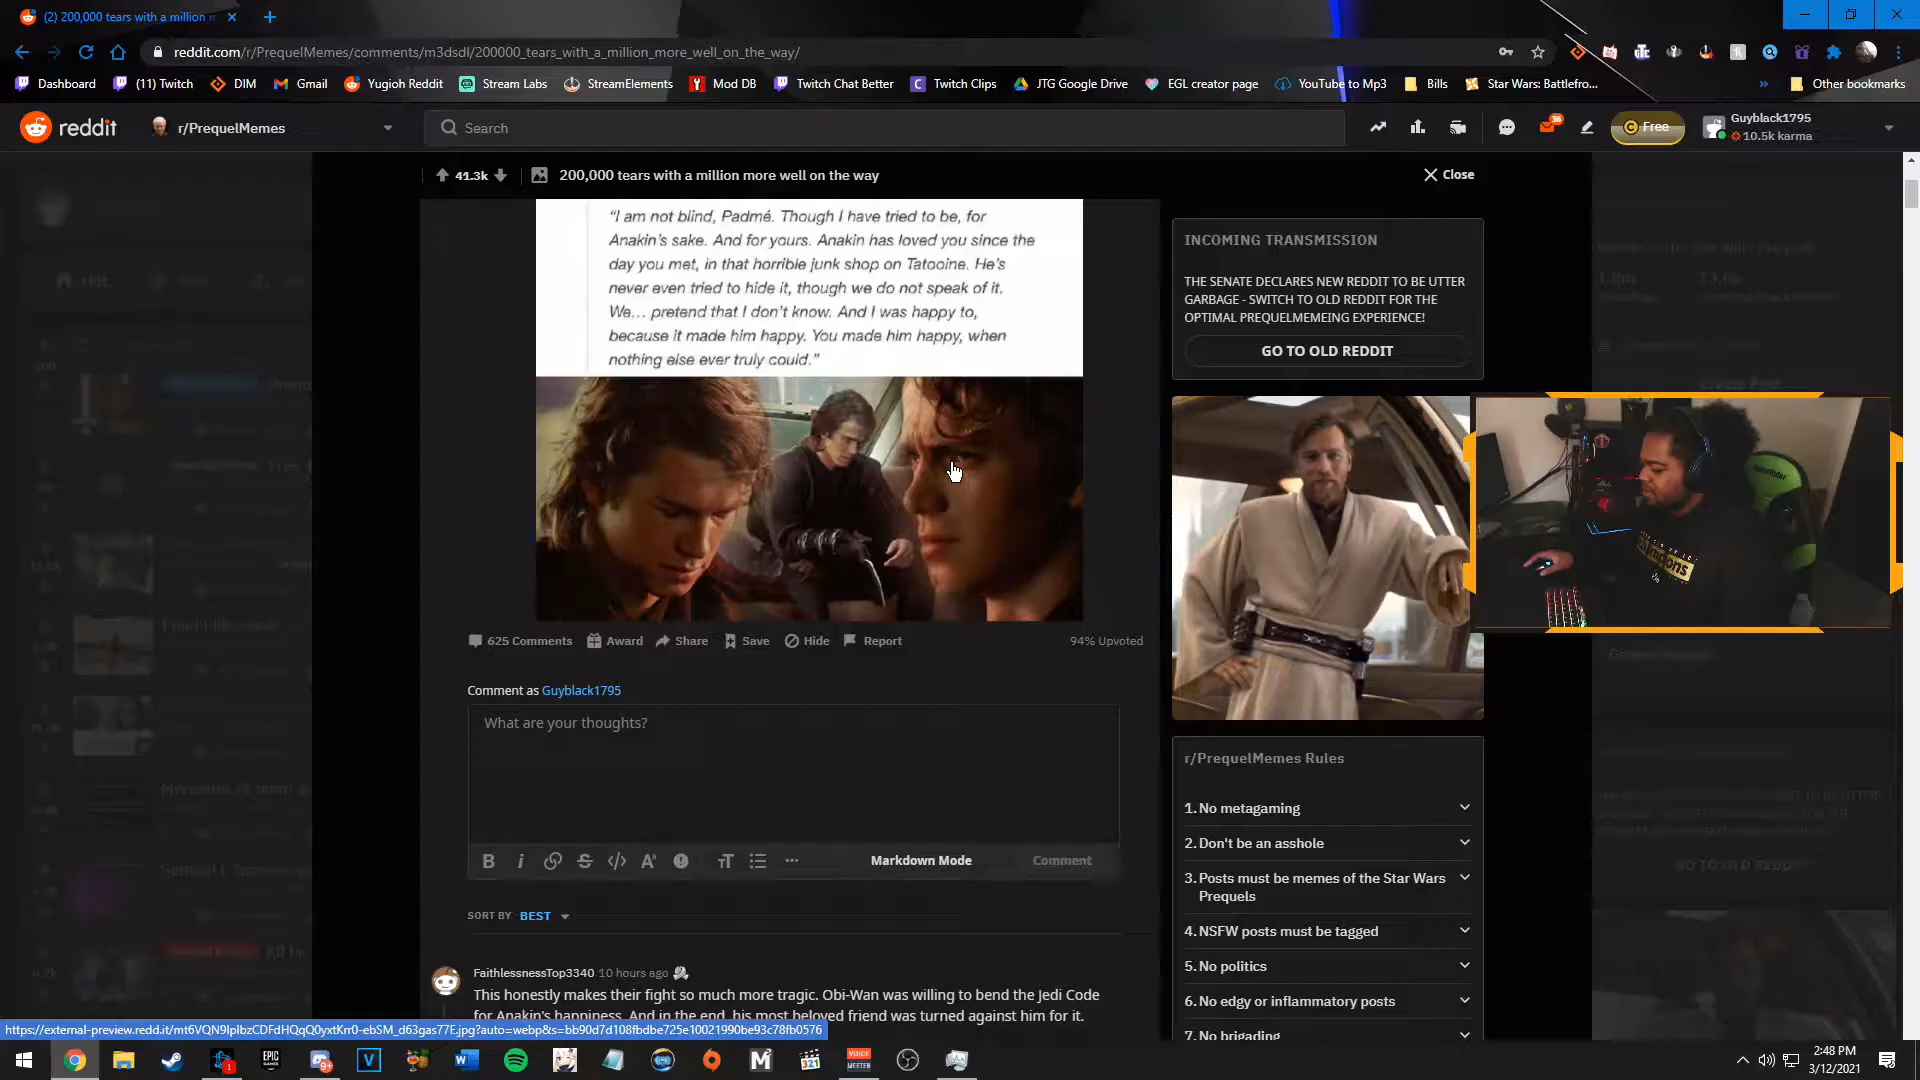 (2) 200,000 tears with a million m
reddit.com/r/PrequelMemes/comments/m3dsdl/200000_tears_with_a_million_more_well_on_the_way/
Dashboard
(11) Twitch
DIM
Gmail
Yugioh Reddit
Stream Labs
StreamElements
Mod DB
Twitch Chat Better
Twitch Clips
JTG Google Drive
EGL creator page
YouTube to Mp3
Bills
Star Wars: Battlefro...
Other bookmarks
reddit
r/PrequelMemes
Search
36
Free
Guyblack1795
10.5k karma
41.3k
200,000 tears with a million more well on the way
Close
“I am not blind, Padmé. Though I have tried to be, for
Anakin’s sake. And for yours. Anakin has loved you since the
day you met, in that horrible junk shop on Tatooine. He’s
never even tried to hide it, though we do not speak of it.
We… pretend that I don’t know. And I was happy to,
because it made him happy. You made him happy, when
nothing else ever truly could.”
625 Comments
Award
Share
Save
Hide
Report
94% Upvoted
Comment as Guyblack1795
What are your thoughts?
Markdown Mode
Comment
SORT BY BEST
FaithlessnessTop3340 10 hours ago
This honestly makes their fight so much more tragic. Obi-Wan was willing to bend the Jedi Code
for Anakin's happiness. And in the end, his most beloved friend was turned against him for it.
INCOMING TRANSMISSION
THE SENATE DECLARES NEW REDDIT TO BE UTTER
GARBAGE - SWITCH TO OLD REDDIT FOR THE
OPTIMAL PREQUELMEMEING EXPERIENCE!
GO TO OLD REDDIT
r/PrequelMemes Rules
1. No metagaming
2. Don't be an asshole
3. Posts must be memes of the Star Wars
Prequels
4. NSFW posts must be tagged
5. No politics
6. No edgy or inflammatory posts
7. No brigading
GO TO OLD REDD
2:48 PM
3/12/2021